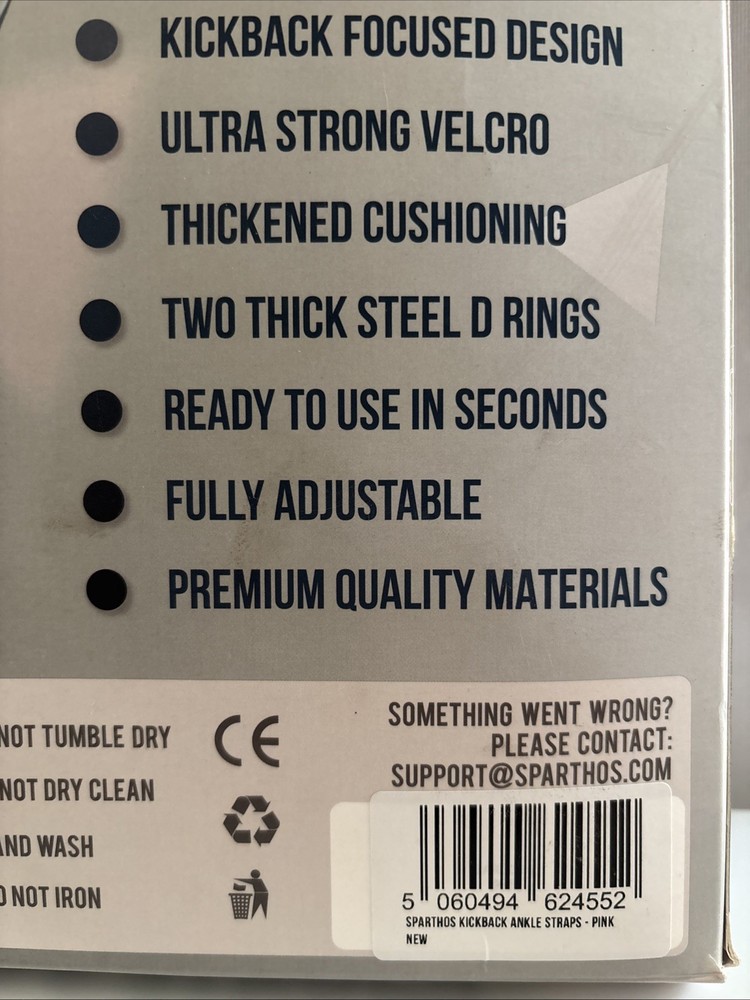 KICKBACK FOCUSED DESIGN
ULTRA STRONG VELCRO
THICKENED CUSHIONING
TWO THICK STEEL D RINGS
READY TO USE IN SECONDS
FULLY ADJUSTABLE
PREMIUM QUALITY MATERIALS
NOT TUMBLE DRY
NOT DRY CLEAN
WASH
NOT IRON
CE
SOMETHING WENT WRONG?
PLEASE CONTACT:
SUPPORT@SPARTHOS.COM
5 060494 624552
SPARTHOS KICKBACK ANKLE STRAPS - PINK
NEW